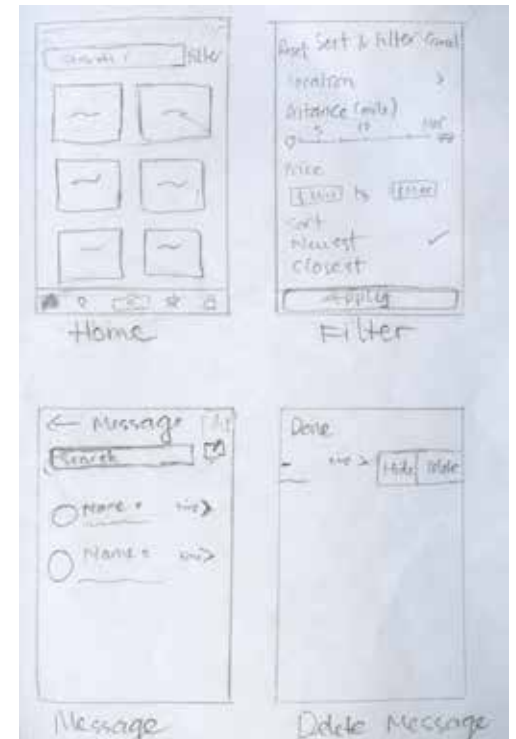 Search
Filter
Home
Reset Sort & Filter Cancel
location >
Distance (mile)
5 10
Price
to
Sort
Newest ✓
Closest
Apply
Filter
← Message
Search
Name
Name
Message
Done
Hide
Delete Message